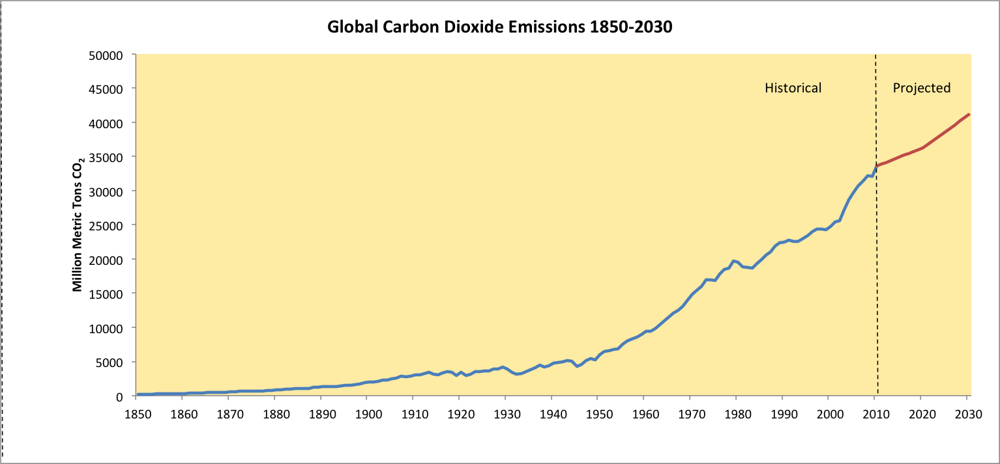 Global Carbon Dioxide Emissions 1850-2030
50000
45000
40000
35000
30000
25000
20000
15000
10000
5000
0
Million Metric Tons CO₂
Historical
Projected
1850 1860 1870 1880 1890 1900 1910 1920 1930 1940 1950 1960 1970 1980 1990 2000 2010 2020 2030